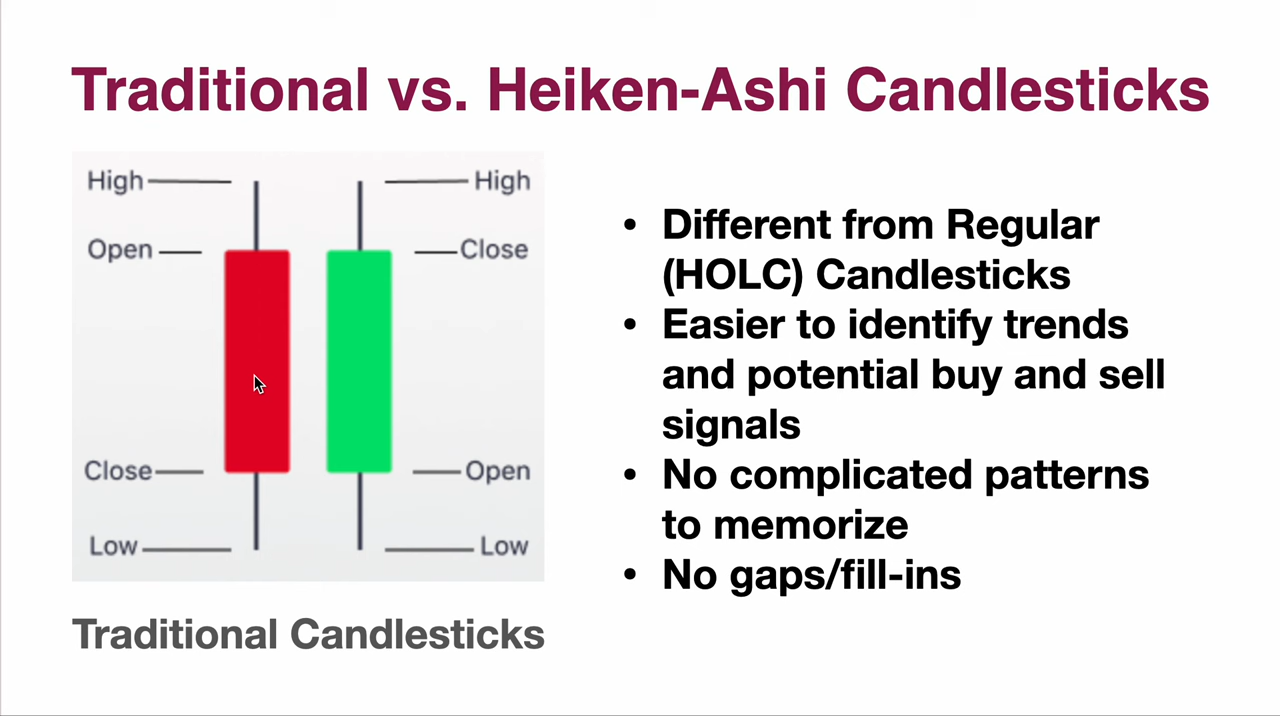 Traditional vs. Heiken-Ashi Candlesticks
High
High
Open
Close
Close
Open
Low
Low
Traditional Candlesticks
• Different from Regular
(HOLC) Candlesticks
• Easier to identify trends
and potential buy and sell
signals
• No complicated patterns
to memorize
• No gaps/fill-ins